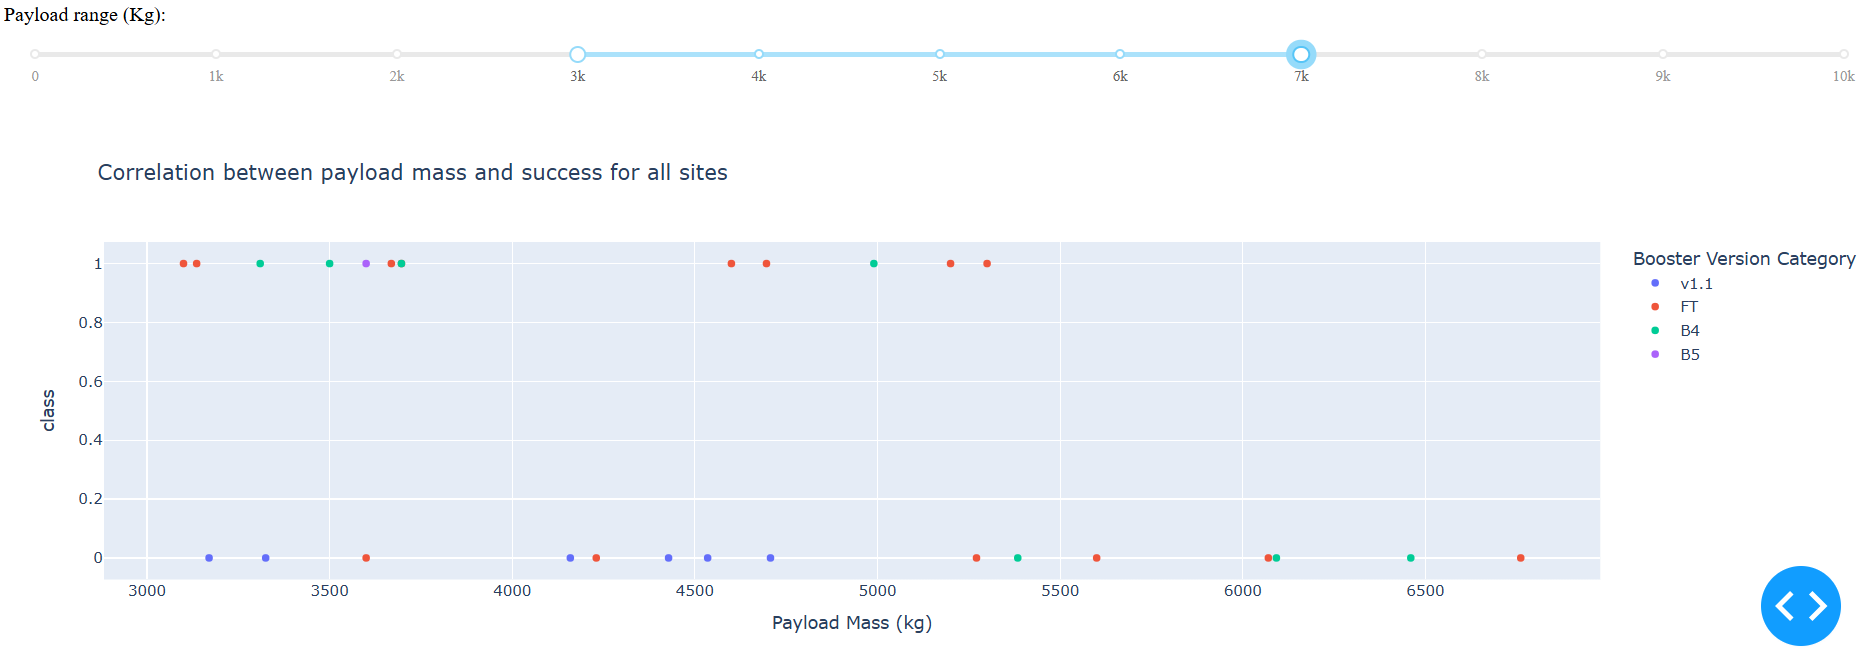 Payload range (Kg):
0 1k 2k 3k 4k 5k 6k 7k 8k 9k 10k
Correlation between payload mass and success for all sites
Booster Version Category
v1.1
FT
B4
B5
class
1
0.8
0.6
0.4
0.2
0
3000 3500 4000 4500 5000 5500 6000 6500
Payload Mass (kg)